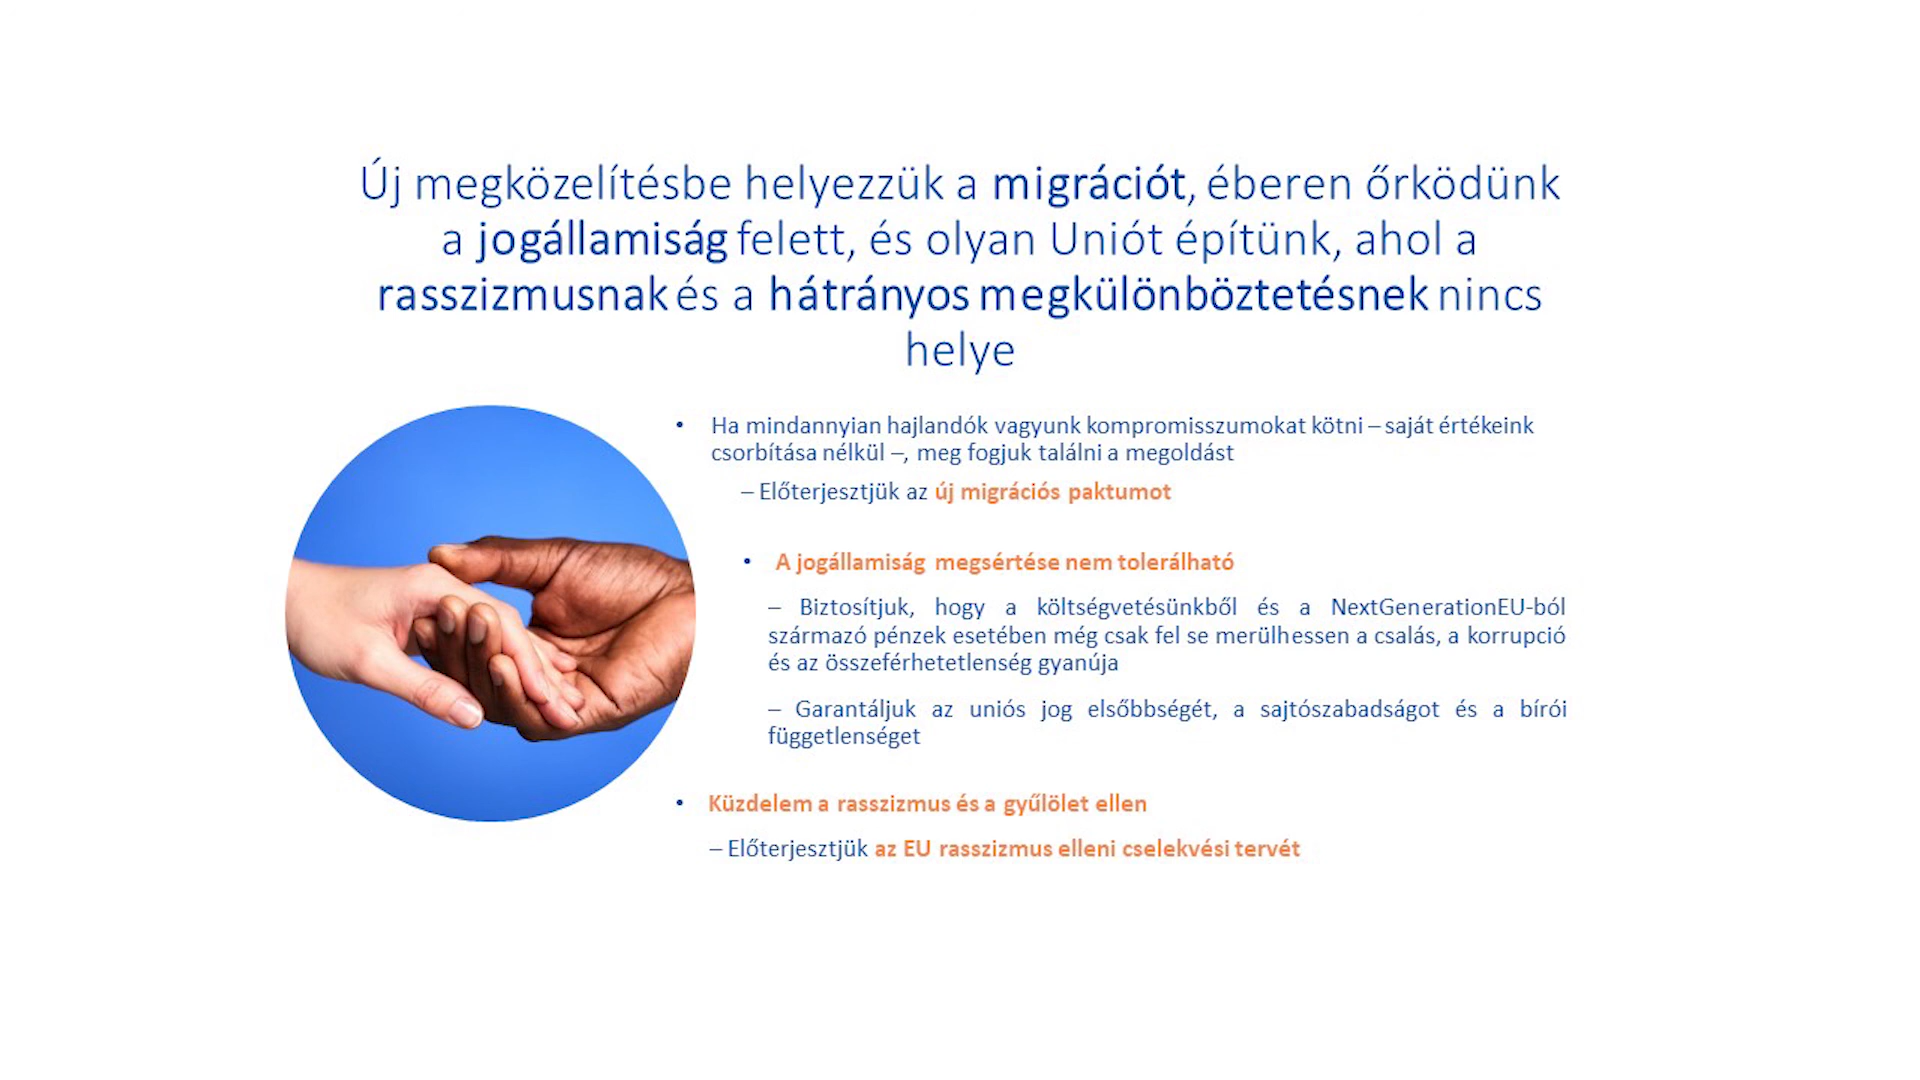 Új megközelítésbe helyezzük a migrációt, éberen őrködünk
a jogállamiság felett, és olyan Uniót építünk, ahol a
rasszizmusnak és a hátrányos megkülönböztetésnek nincs
helye
• Ha mindannyian hajlandók vagyunk kompromisszumokat kötni – saját értékeink
csorbítása nélkül –, meg fogjuk találni a megoldást
– Előterjesztjük az új migrációs paktumot
• A jogállamiság megsértése nem tolerálható
– Biztosítjuk, hogy a költségvetésünkből és a NextGenerationEU-ból
származó pénzek esetében még csak fel se merülhessen a csalás, a korrupció
és az összeférhetetlenség gyanúja
– Garantáljuk az uniós jog elsőbbségét, a sajtószabadságot és a bírói
függetlenséget
• Küzdelem a rasszizmus és a gyűlölet ellen
– Előterjesztjük az EU rasszizmus elleni cselekvési tervét